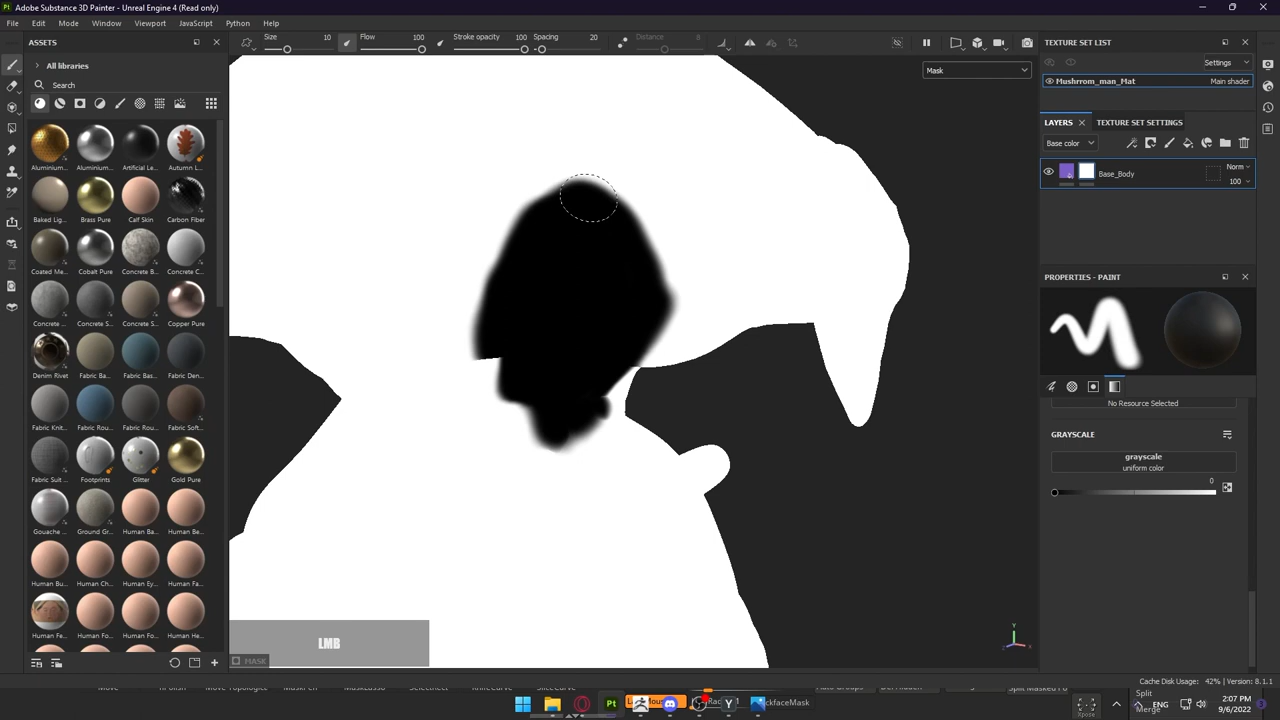 Adobe Substance 3D Painter - Unreal Engine 4 (Read only)
File Edit Mode Window Viewport JavaScript Python Help
ASSETS
Size 10 Flow 100 Stroke opacity 100 Spacing 20 Distance 8
All libraries
Search
Mask
Aluminium... Aluminium... Artificial Le... Autumn L...
Baked Lig... Brass Pure Calf Skin Carbon Fiber
Coated Me... Cobalt Pure Concrete B... Concrete C...
Concrete ... Concrete S... Concrete S... Copper Pure
Denim Rivet Fabric Ba... Fabric Bas... Fabric Den...
Fabric Knit... Fabric Rou... Fabric Rou... Fabric Soft...
Fabric Suit ... Footprints Glitter Gold Pure
Gouache ... Ground Gr... Human Ba... Human Be...
Human Bu... Human Ch... Human Ey... Human Fa...
Human Fe... Human Fo... Human Fo... Human He...
TEXTURE SET LIST
Settings
Mushrrom_man_Mat Main shader
LAYERS TEXTURE SET SETTINGS
Base color
Base_Body Norm
100
PROPERTIES - PAINT
No Resource Selected
GRAYSCALE
grayscale
uniform color
0
LMB
MASK
Y
Cache Disk Usage: 42% | Version: 8.1.1
Split
Merge
Xpose
ckfaceMask
ENG
7:07 PM
9/6/2022